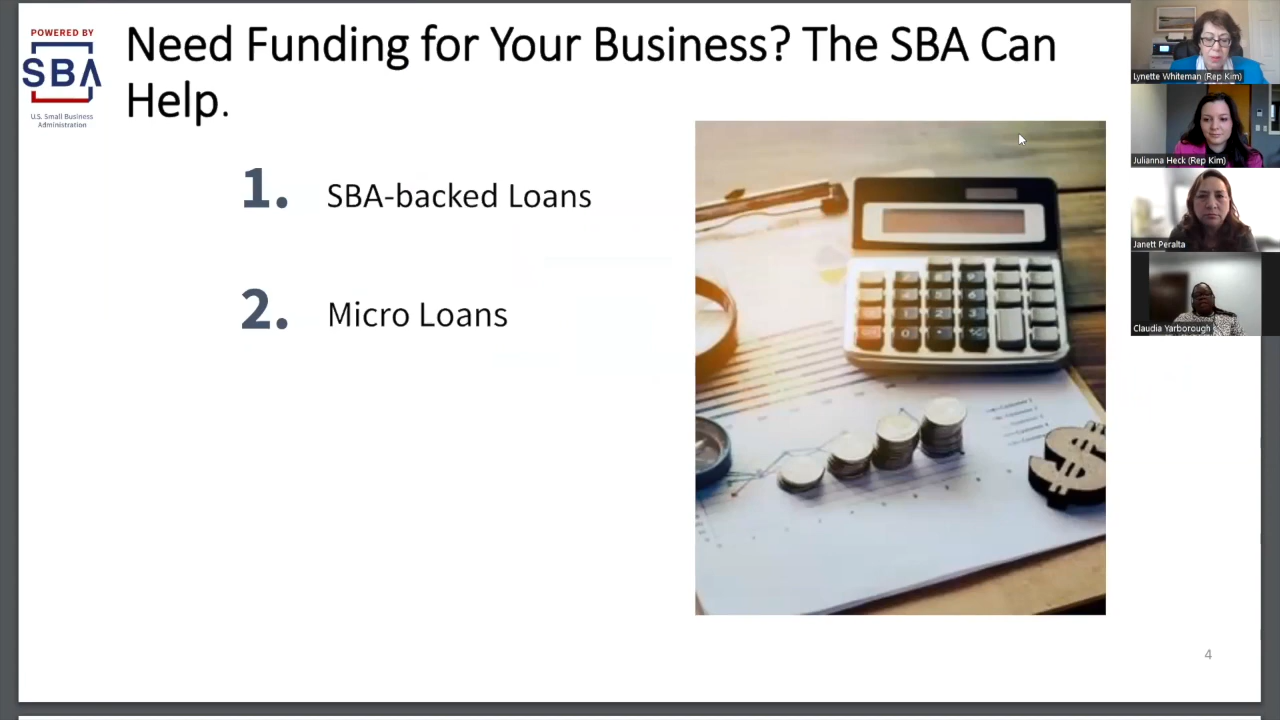 POWERED BY
SBA
U.S. Small Business
Administration
Need Funding for Your Business? The SBA Can
Help.
1. SBA-backed Loans
2. Micro Loans
4
Lynette Whiteman (Rep Kim)
Julianna Heck (Rep Kim)
Janett Peralta
Claudia Yarborough